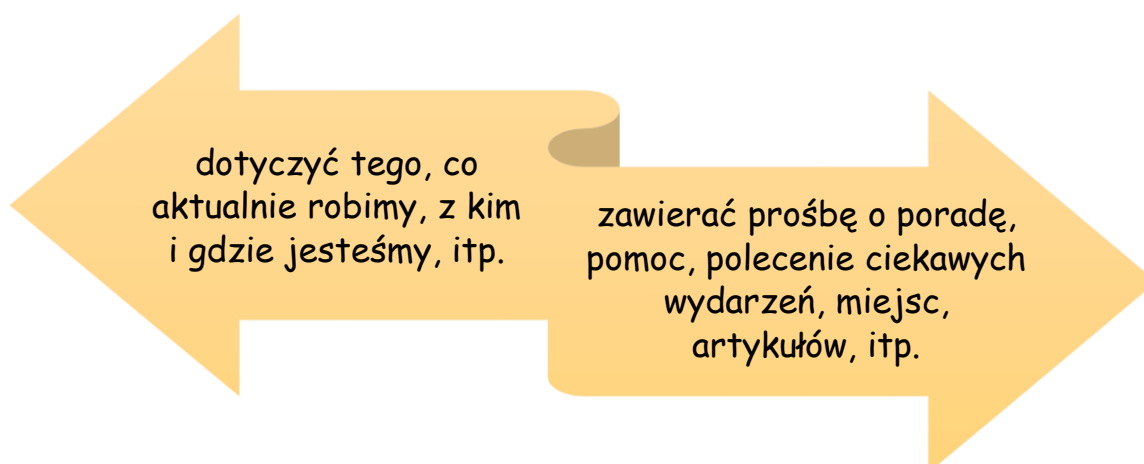 dotyczyć tego, co
aktualnie robimy, z kim
i gdzie jesteśmy, itp.
zawierać prośbę o poradę,
pomoc, polecenie ciekawych
wydarzeń, miejsc,
artykułów, itp.